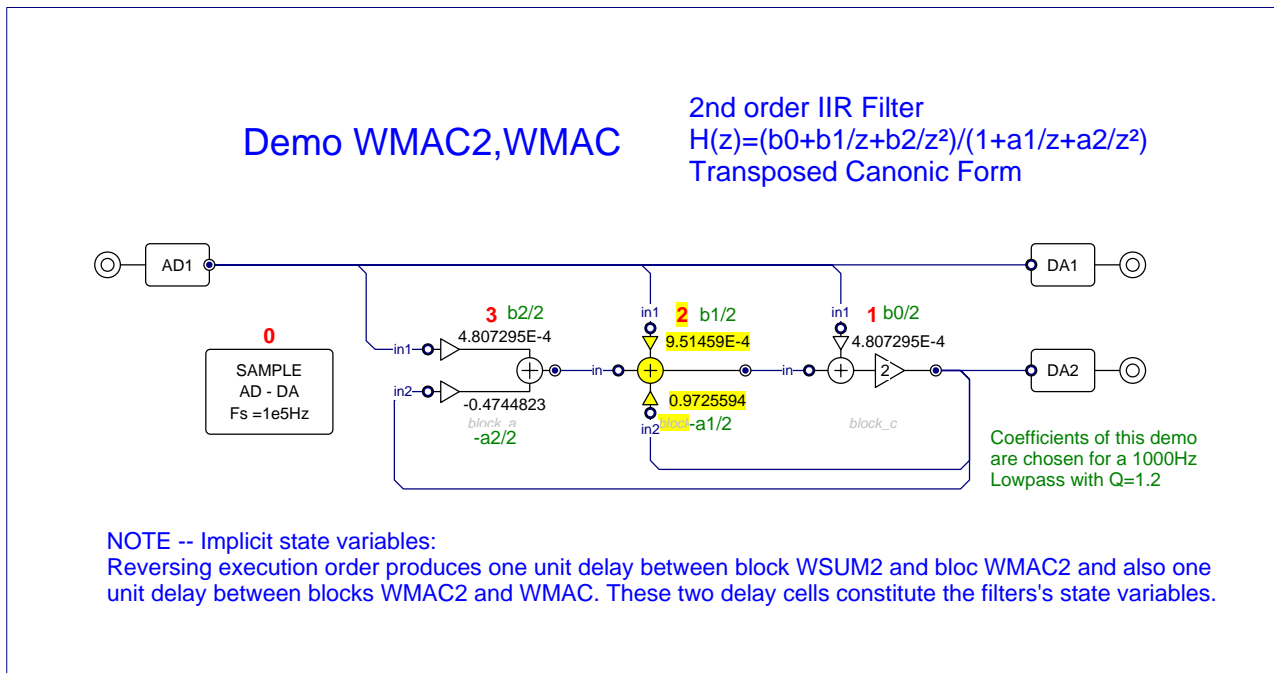 2nd order IIR Filter
Demo WMAC2,WMAC
H(z)=(b0+b1/z+b2/z²)/(1+a1/z+a2/z²)
Transposed Canonic Form
AD1
DA1
in1
in1
3 b2/2
2 b1/2
1 b0/2
0
4.807295E-4
9.51459E-4
4.807295E-4
in1
SAMPLE
AD - DA
Fs =1e5Hz
in
in
2
DA2
in2
-0.4744823
0.9725594
block_a
-a2/2
in2
-a1/2
block_c
Coefficients of this demo
are chosen for a 1000Hz
Lowpass with Q=1.2
NOTE -- Implicit state variables:
Reversing execution order produces one unit delay between block WSUM2 and bloc WMAC2 and also one
unit delay between blocks WMAC2 and WMAC. These two delay cells constitute the filters's state variables.